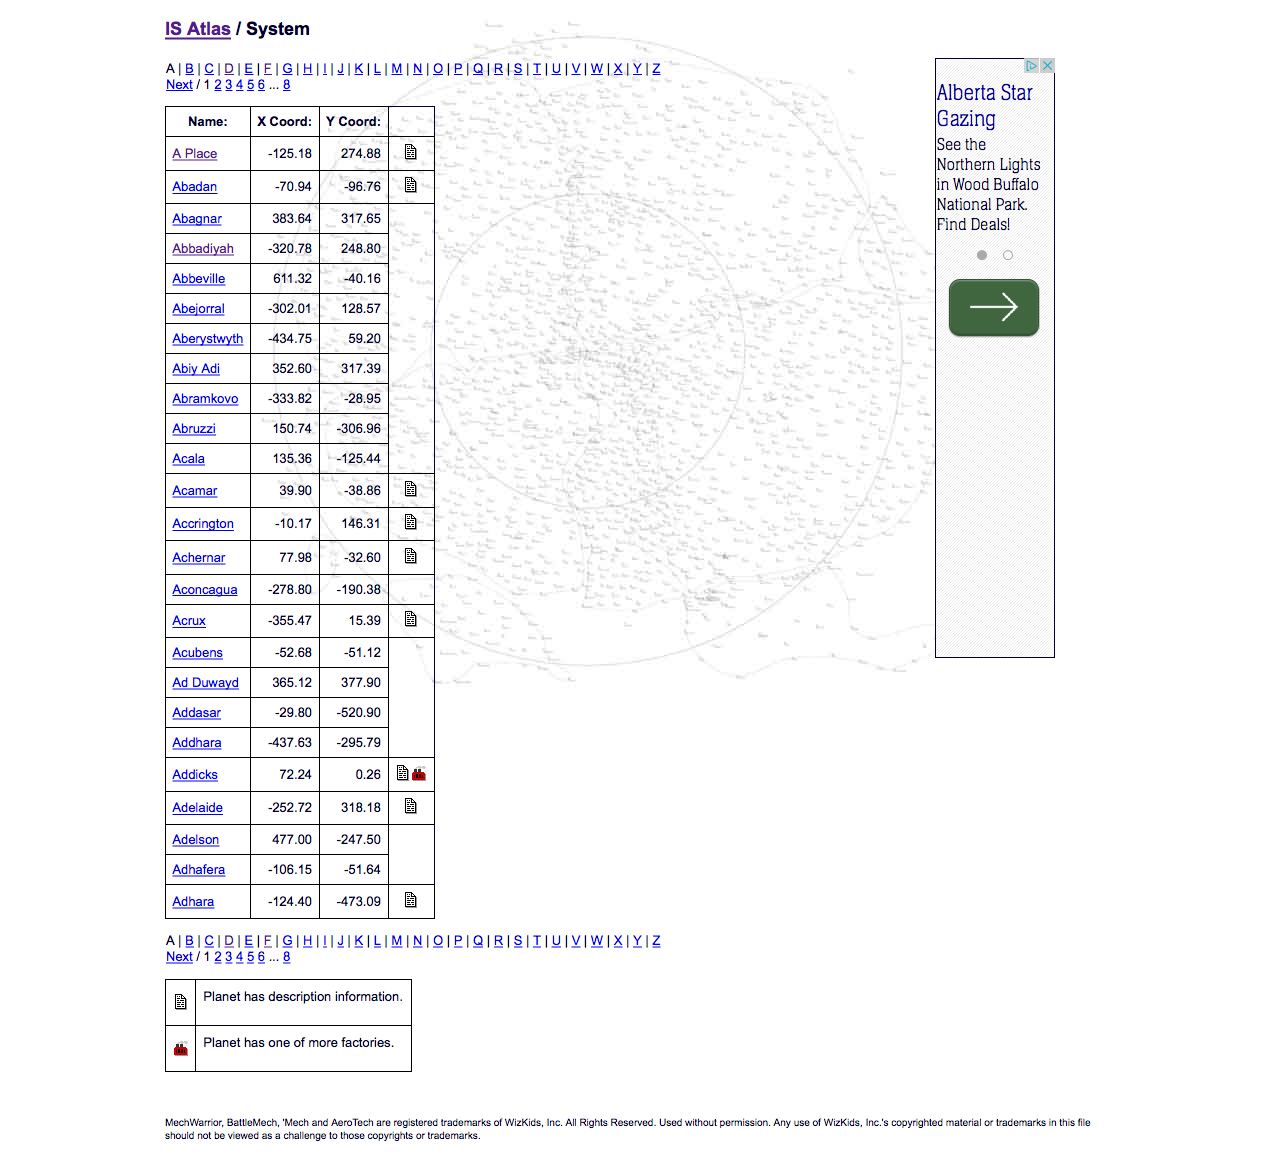 IS Atlas / System
A | B | C | D | E | F | G | H | I | J | K | L | M | N | O | P | Q | R | S | T | U | V | W | X | Y | Z
Next / 1 2 3 4 5 6 ... 8
Name: X Coord: Y Coord:
A Place -125.18 274.88
Abadan -70.94 -96.76
Abagnar 383.64 317.65
Abbadiyah -320.78 248.80
Abbeville 611.32 -40.16
Abejorral -302.01 128.57
Aberystwyth -434.75 59.20
Abiy Adi 352.60 317.39
Abramkovo -333.82 -28.95
Abruzzi 150.74 -306.96
Acala 135.36 -125.44
Acamar 39.90 -38.86
Accrington -10.17 146.31
Achernar 77.98 -32.60
Aconcagua -278.80 -190.38
Acrux -355.47 15.39
Acubens -52.68 -51.12
Ad Duwayd 365.12 377.90
Addasar -29.80 -520.90
Addhara -437.63 -295.79
Addicks 72.24 0.26
Adelaide -252.72 318.18
Adelson 477.00 -247.50
Adhafera -106.15 -51.64
Adhara -124.40 -473.09
A | B | C | D | E | F | G | H | I | J | K | L | M | N | O | P | Q | R | S | T | U | V | W | X | Y | Z
Next / 1 2 3 4 5 6 ... 8
Planet has description information.
Planet has one of more factories.
Alberta Star
Gazing
See the
Northern Lights
in Wood Buffalo
National Park.
Find Deals!
MechWarrior, BattleMech, 'Mech and AeroTech are registered trademarks of WizKids, Inc. All Rights Reserved. Used without permission. Any use of WizKids, Inc.'s copyrighted material or trademarks in this file
should not be viewed as a challenge to those copyrights or trademarks.